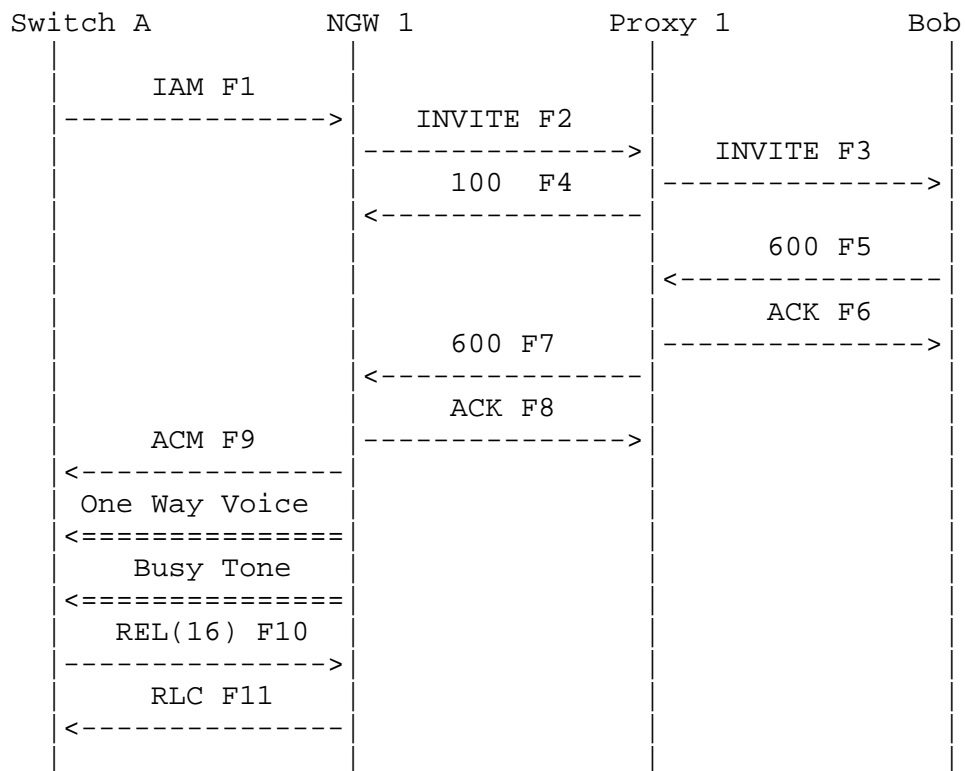 Switch A NGW 1 Proxy 1 Bob
IAM F1
INVITE F2
INVITE F3
100 F4
600 F5
ACK F6
600 F7
ACK F8
ACM F9
One Way Voice
Busy Tone
REL(16) F10
RLC F11